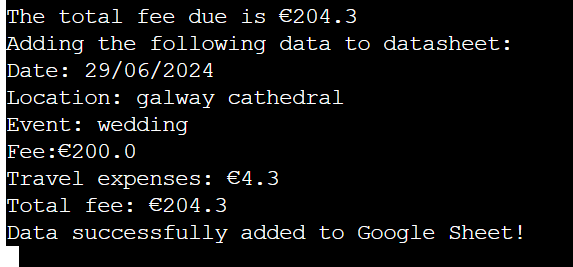 The total fee due is €204.3
Adding the following data to datasheet:
Date: 29/06/2024
Location: galway cathedral
Event: wedding
Fee:€200.0
Travel expenses: €4.3
Total fee: €204.3
Data successfully added to Google Sheet!